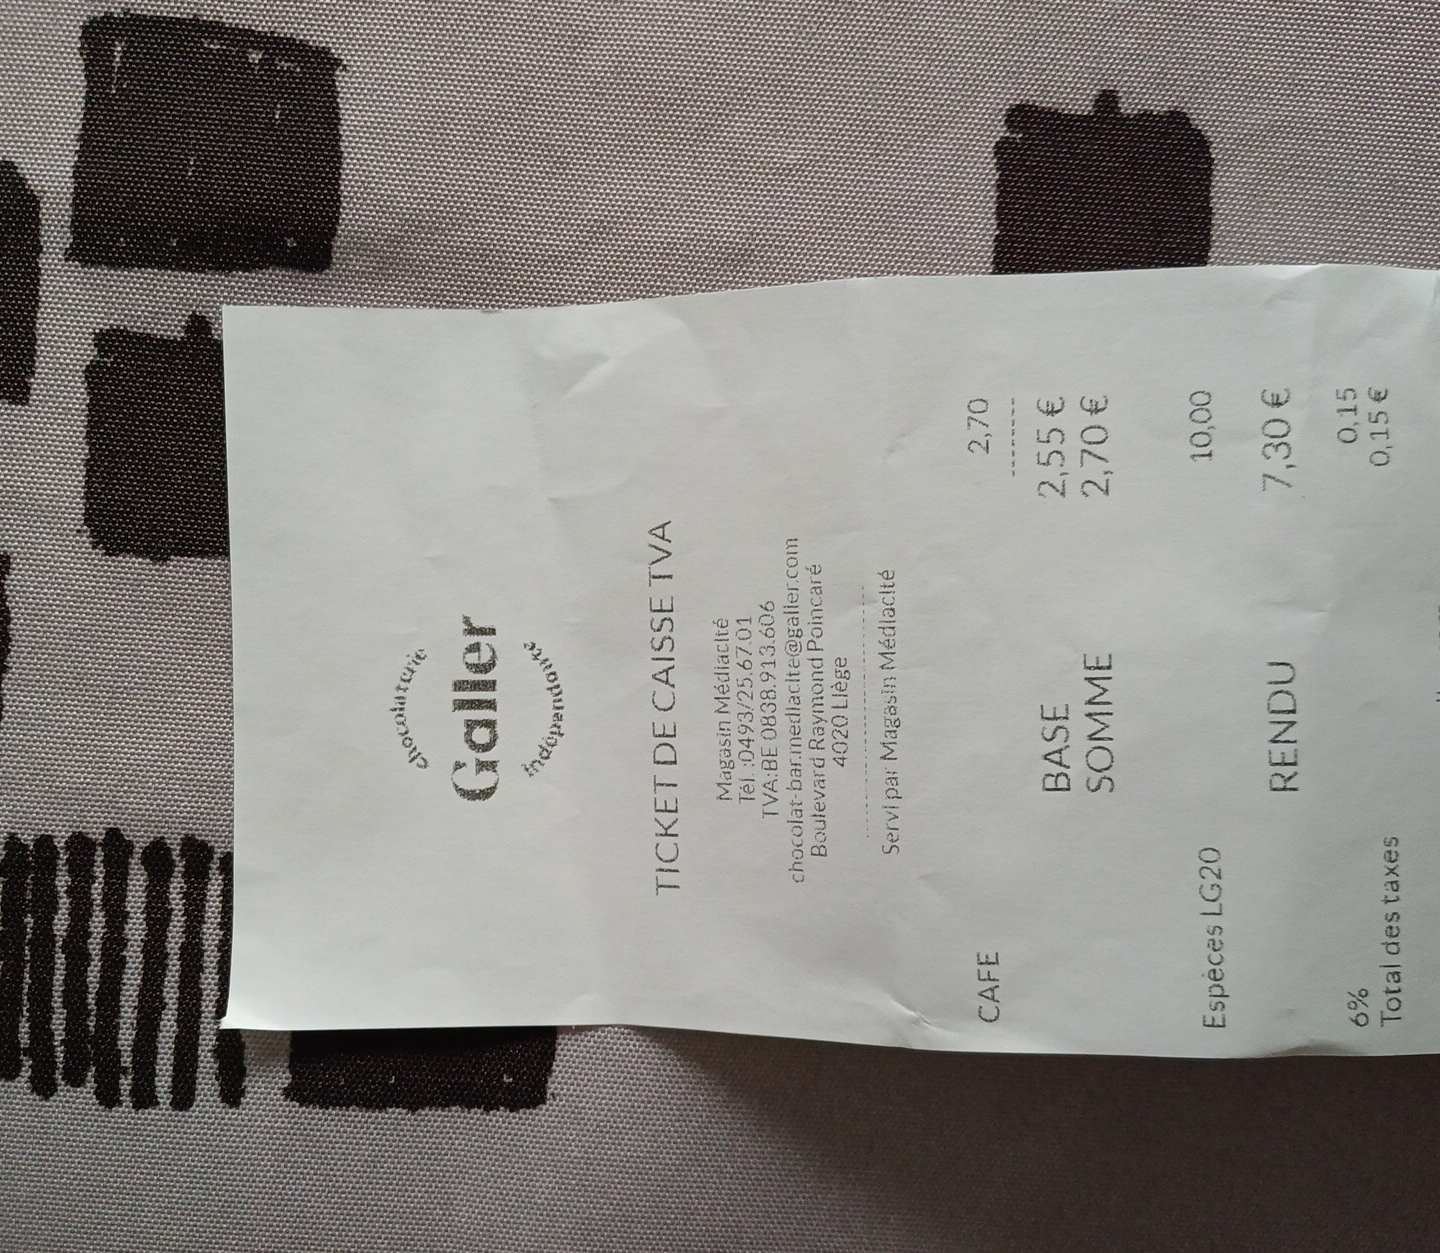 chocolaterie
Galler
indépendante
TICKET DE CAISSE TVA
Magasin Médiacité
Tél. :0493/25.67.01
TVA:BE 0838.913.606
chocolat-bar.mediacite@galler.com
Boulevard Raymond Poincaré
4020 Liège
Servi par Magasin Médiacité
CAFE 2,70
BASE 2,55 €
SOMME 2,70 €
Espèces LG20 10,00
RENDU 7,30 €
6% 0,15
Total des taxes 0,15 €